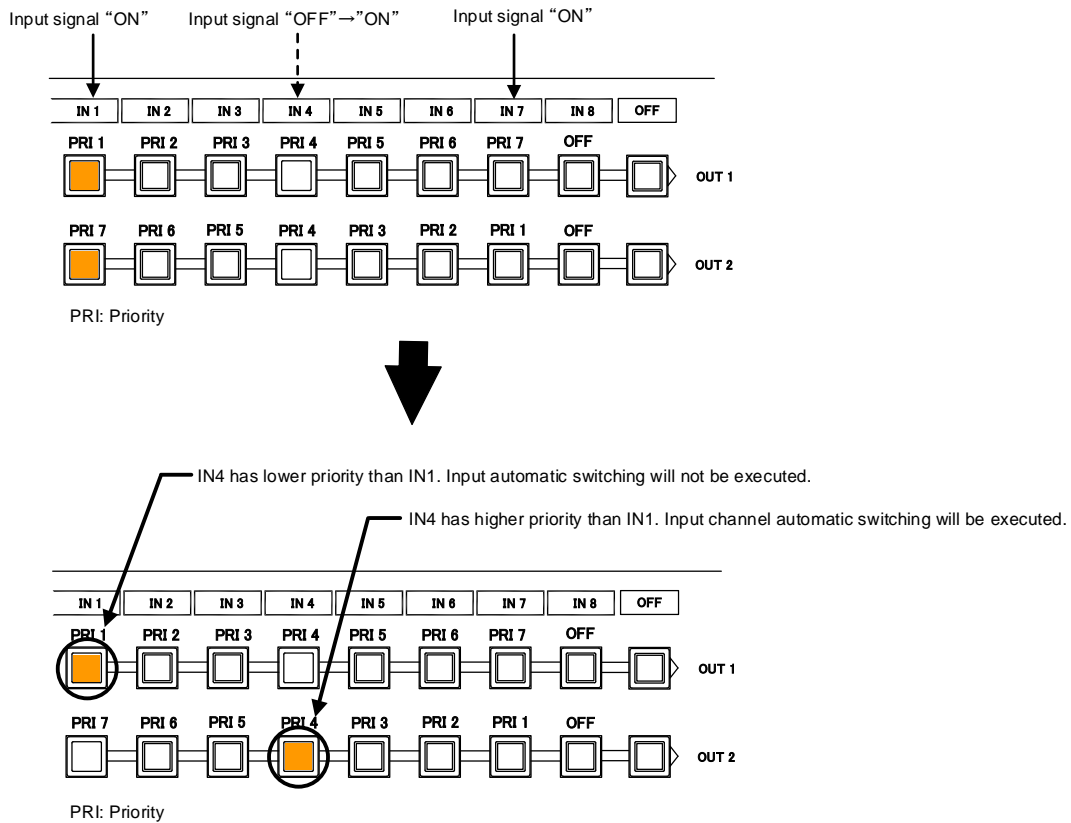 Input signal “ON” Input signal “OFF”→”ON” Input signal “ON”
IN 1 IN 2 IN 3 IN 4 IN 5 IN 6 IN 7 IN 8 OFF
PRI 1 PRI 2 PRI 3 PRI 4 PRI 5 PRI 6 PRI 7 OFF
OUT 1
PRI 7 PRI 6 PRI 5 PRI 4 PRI 3 PRI 2 PRI 1 OFF
OUT 2
PRI: Priority
IN4 has lower priority than IN1. Input automatic switching will not be executed.
IN4 has higher priority than IN1. Input channel automatic switching will be executed.
IN 1 IN 2 IN 3 IN 4 IN 5 IN 6 IN 7 IN 8 OFF
PRI 1 PRI 2 PRI 3 PRI 4 PRI 5 PRI 6 PRI 7 OFF
OUT 1
PRI 7 PRI 6 PRI 5 PRI 4 PRI 3 PRI 2 PRI 1 OFF
OUT 2
PRI: Priority